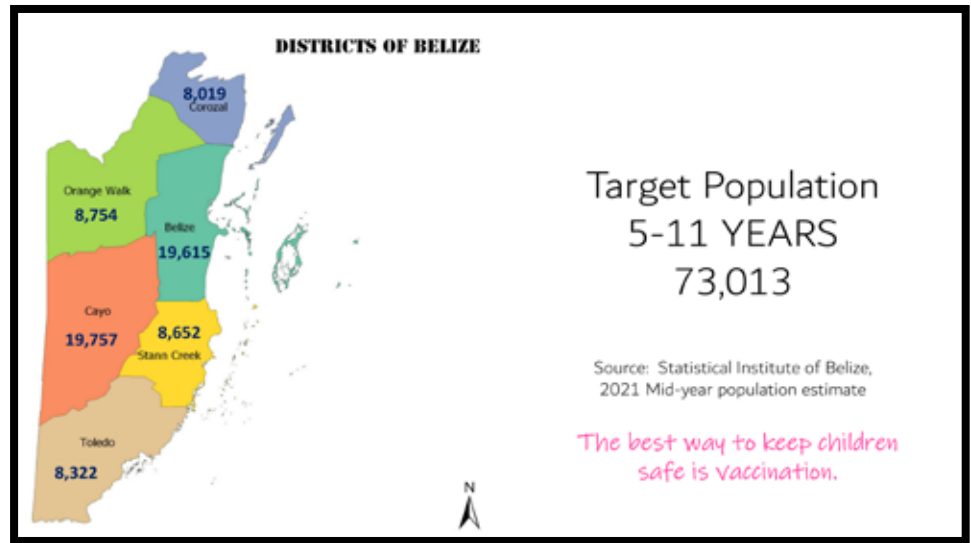 DISTRICTS OF BELIZE
8,019
Corozal
Orange Walk
8,754
Belize
19,615
Cayo
19,757
8,652
Stann Creek
Toledo
8,322
N
Target Population
5-11 YEARS
73,013
Source: Statistical Institute of Belize,
2021 Mid-year population estimate
The best way to keep children
safe is vaccination.